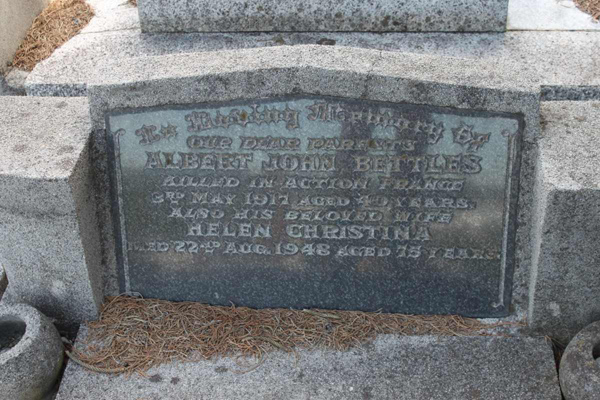 In Loving Memory of
OUR DEAR PARENTS
ALBERT JOHN BETTLES
KILLED IN ACTION FRANCE
3RD MAY 1917 AGED 49 YEARS.
ALSO HIS BELOVED WIFE
HELEN CHRISTINA
DIED 22ND AUG. 1948 AGED 75 YEARS.